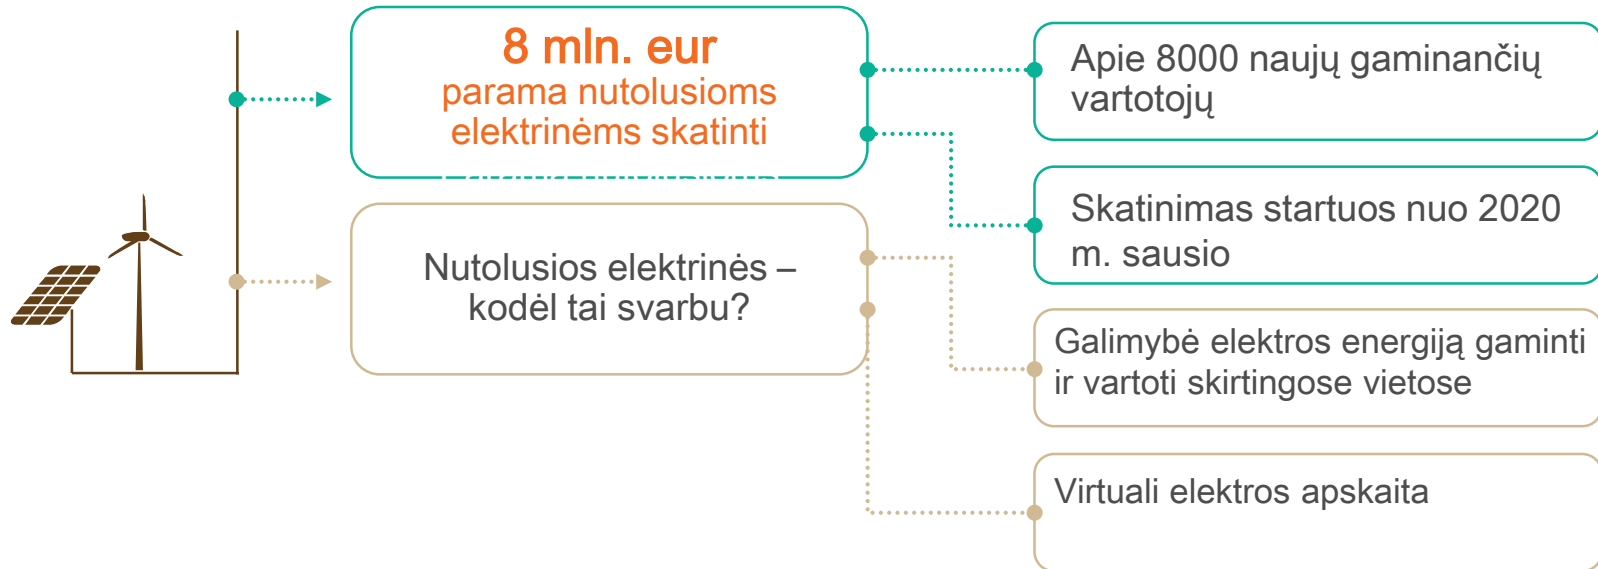 8 mln. eur
parama nutolusioms
elektrinėms skatinti
Apie 8000 naujų gaminančių
vartotojų
Skatinimas startuos nuo 2020
m. sausio
Nutolusios elektrinės –
kodėl tai svarbu?
Galimybė elektros energiją gaminti
ir vartoti skirtingose vietose
Virtuali elektros apskaita